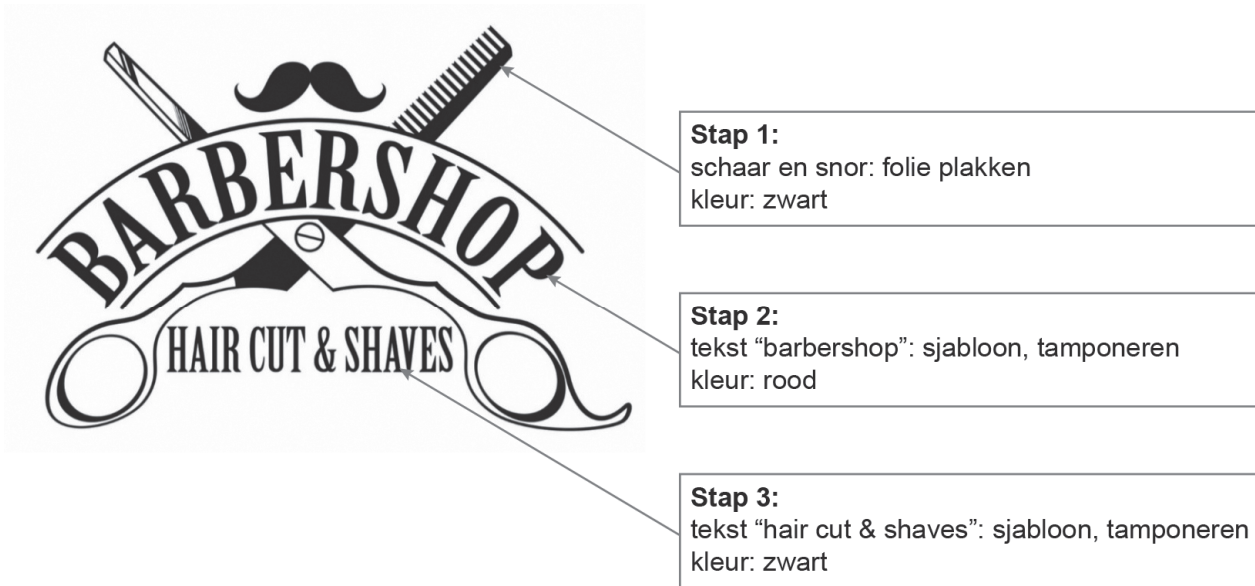 BARBERSHOP
HAIR CUT & SHAVES
Stap 1:
schaar en snor: folie plakken
kleur: zwart
Stap 2:
tekst “barbershop”: sjabloon, tamponeren
kleur: rood
Stap 3:
tekst “hair cut & shaves”: sjabloon, tamponeren
kleur: zwart